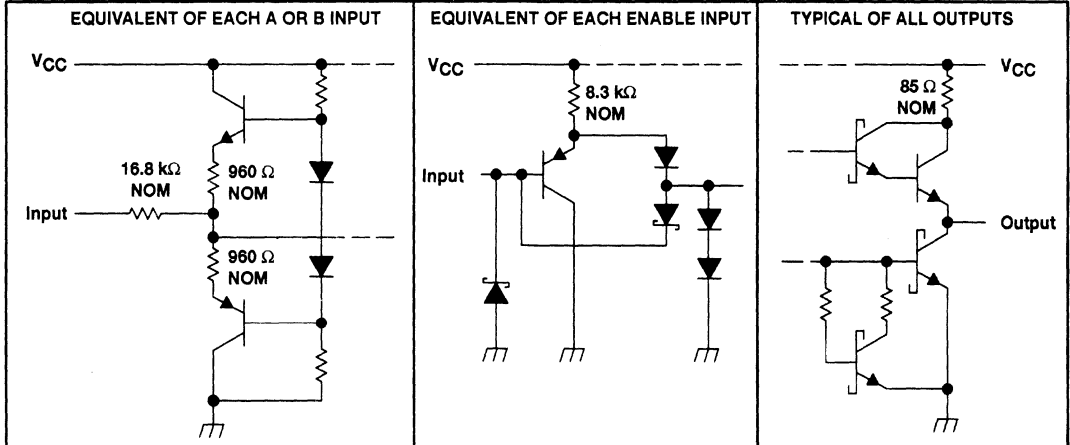 EQUIVALENT OF EACH A OR B INPUT
VCC
16.8 kΩ
NOM
960 Ω
NOM
Input
960 Ω
NOM
EQUIVALENT OF EACH ENABLE INPUT
VCC
8.3 kΩ
NOM
Input
TYPICAL OF ALL OUTPUTS
VCC
85 Ω
NOM
Output